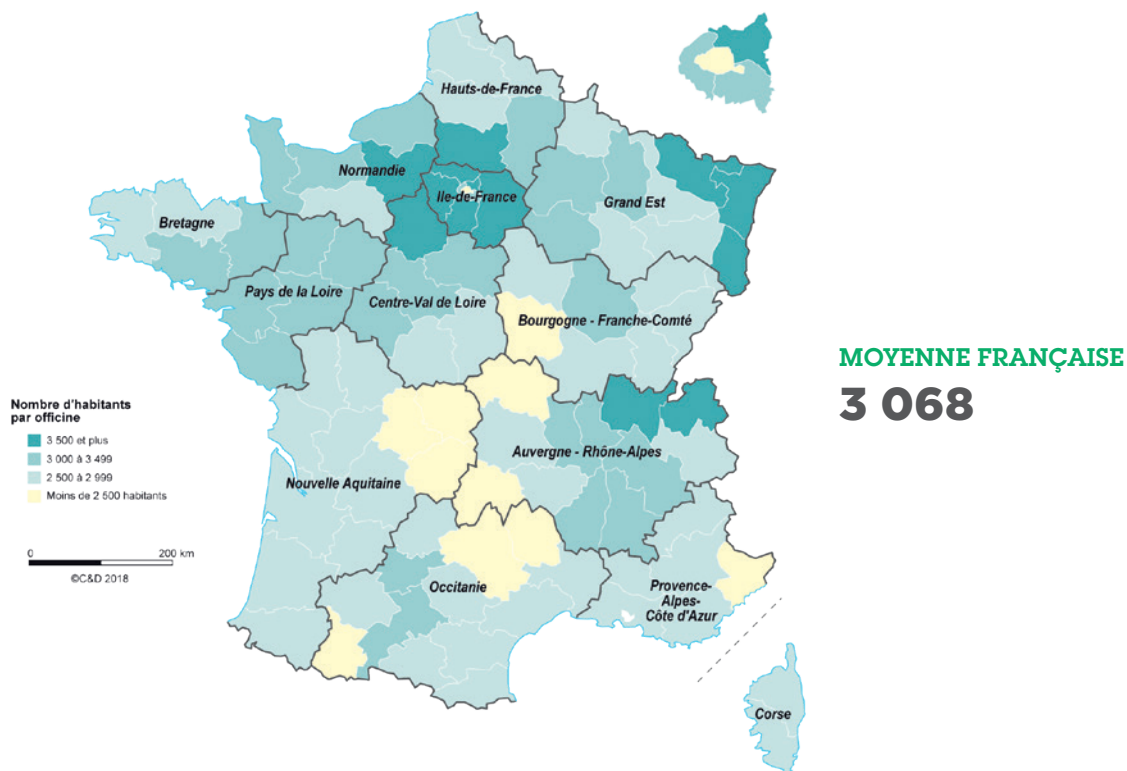 Hauts-de-France
Normandie
Ile-de-France
Grand Est
Bretagne
Pays de la Loire
Centre-Val de Loire
Bourgogne - Franche-Comté
MOYENNE FRANÇAISE
3 068
Nombre d'habitants
par officine
3 500 et plus
3 000 à 3 499
2 500 à 2 999
Moins de 2 500 habitants
Auvergne - Rhône-Alpes
Nouvelle Aquitaine
0 200 km
©C&D 2018
Occitanie
Provence-
Alpes-
Côte d'Azur
Corse